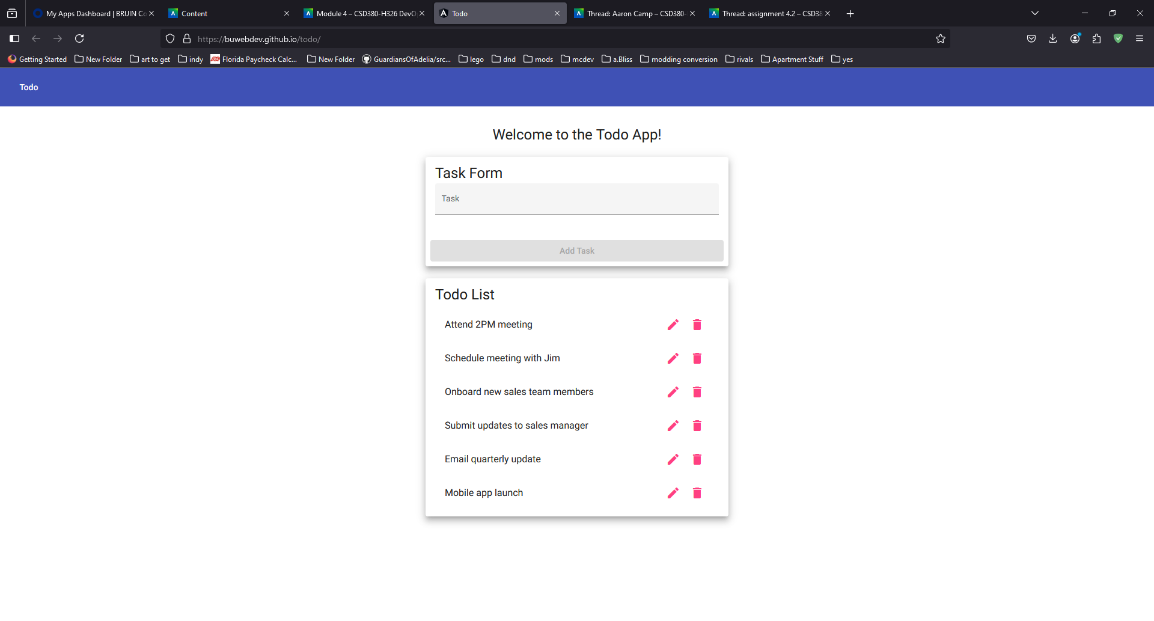 My Apps Dashboard | BRUIN Co
Content
Module 4 – CSD380-H326 DevO
Todo
Thread: Aaron Camp – CSD380-
Thread: assignment 4.2 – CSD38
https://buwebdev.github.io/todo/
Getting Started New Folder art to get indy Florida Paycheck Calc... New Folder GuardiansOfAdelia/src... lego dnd mods mcdev a.Bliss modding conversion rivals Apartment Stuff yes
Todo
Welcome to the Todo App!
Task Form
Task
Add Task
Todo List
Attend 2PM meeting
Schedule meeting with Jim
Onboard new sales team members
Submit updates to sales manager
Email quarterly update
Mobile app launch